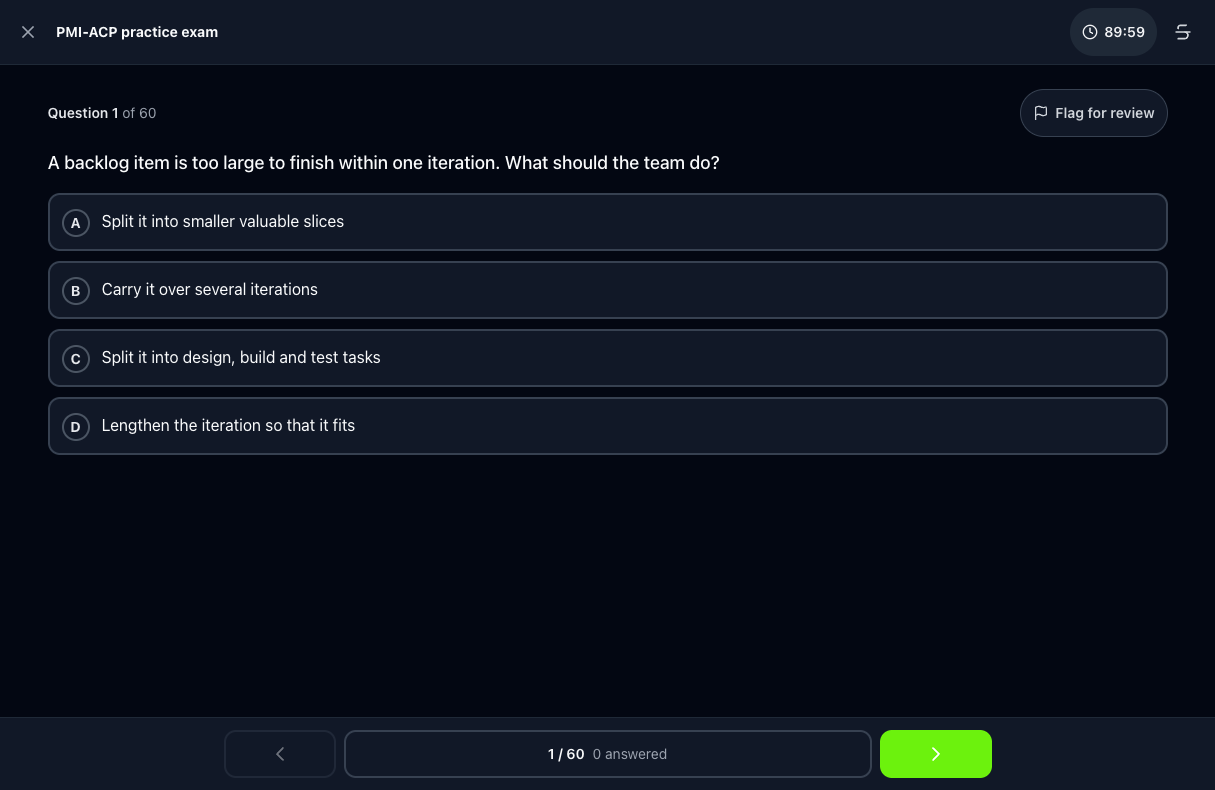 PMI-ACP practice exam
89:59
Question 1 of 60
Flag for review
A backlog item is too large to finish within one iteration. What should the team do?
A Split it into smaller valuable slices
B Carry it over several iterations
C Split it into design, build and test tasks
D Lengthen the iteration so that it fits
1 / 60 0 answered